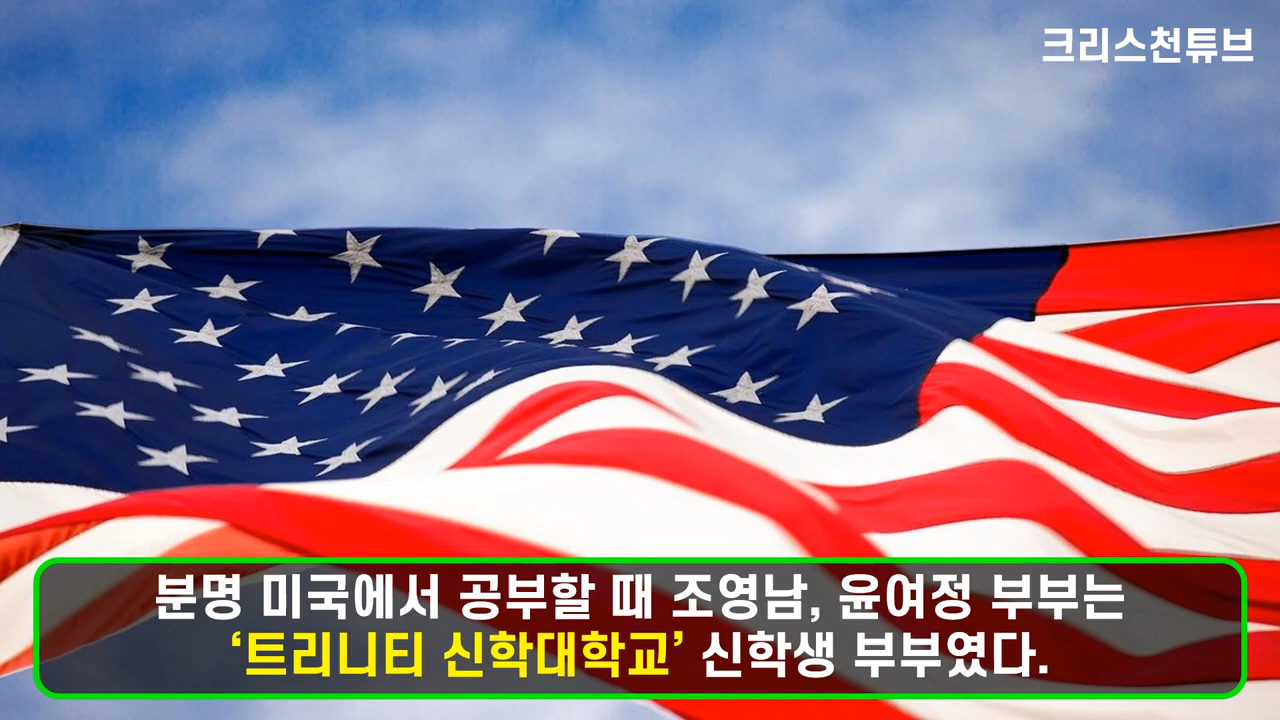 크리스천튜브
분명 미국에서 공부할 때 조영남, 윤여정 부부는
‘트리니티 신학대학교’ 신학생 부부였다.